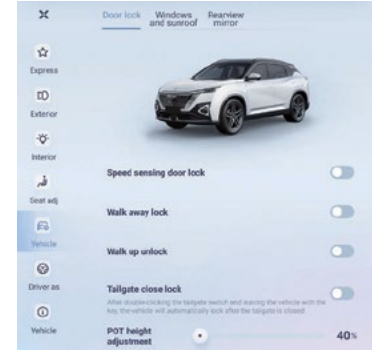 Door lock
Windows and sunroof
Rearview mirror
Express
Exterior
Interior
Seat adj
Vehicle
Driver as
Vehicle
Speed sensing door lock
Walk away lock
Walk up unlock
Tailgate close lock
After double-clicking the tailgate switch and leaving the vehicle with the
key, the vehicle will automatically lock after the tailgate is closed
POT height
adjustment
40%